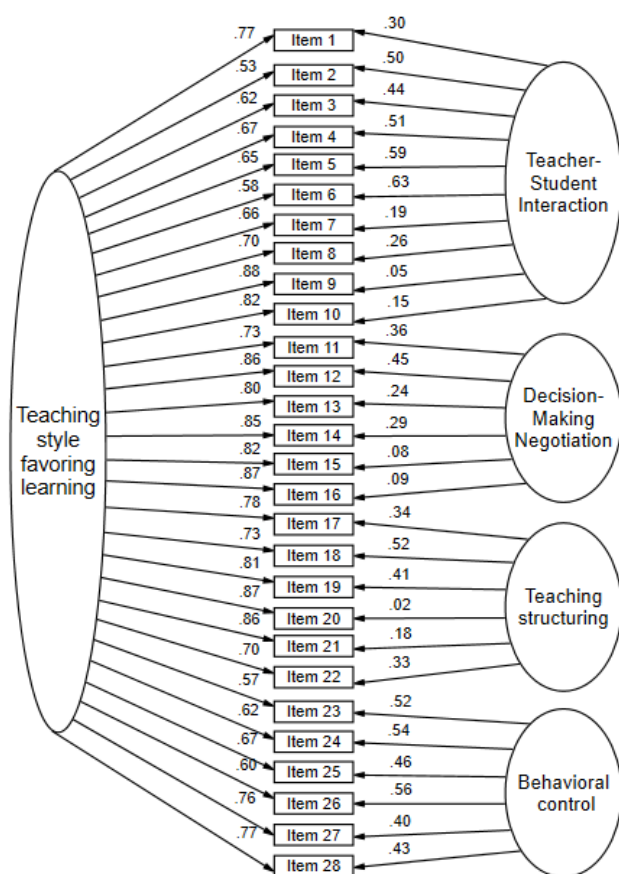 .77 Item 1 .30
.53 Item 2 .50
.62 Item 3 .44
.67 Item 4 .51
.65 Item 5 .59
.58 Item 6 .63
.66 Item 7 .19
.70 Item 8 .26
.88 Item 9 .05
.82 Item 10 .15
Teacher-
Student
Interaction
.73 Item 11 .36
.86 Item 12 .45
.80 Item 13 .24
.85 Item 14 .29
.82 Item 15 .08
.87 Item 16 .09
Decision-
Making
Negotiation
Teaching
style
favoring
learning
.78 Item 17 .34
.73 Item 18 .52
.81 Item 19 .41
.87 Item 20 .02
.86 Item 21 .18
.70 Item 22 .33
Teaching
structuring
.57 Item 23 .52
.62 Item 24 .54
.67 Item 25 .46
.60 Item 26 .56
.76 Item 27 .40
.77 Item 28 .43
Behavioral
control